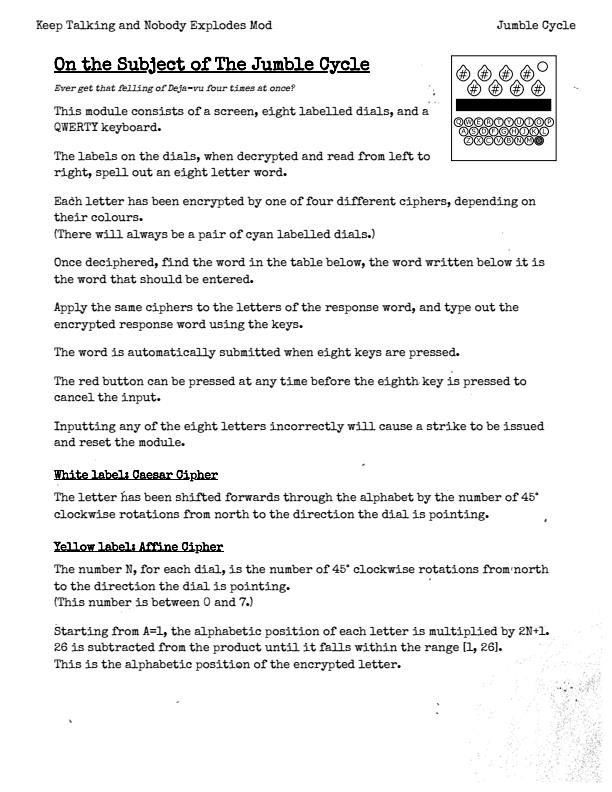 Keep Talking and Nobody Explodes Mod
Jumble Cycle
On the Subject of The Jumble Cycle
Ever get that felling of Deja-vu four times at once?
# # # #
# # # #
Q W E R T Y U I O P
A S D F G H J K L
Z X C V B N M
This module consists of a screen, eight labelled dials, and a
QWERTY keyboard.
The labels on the dials, when decrypted and read from left to
right, spell out an eight letter word.
Each letter has been encrypted by one of four different ciphers, depending on
their colours.
(There will always be a pair of cyan labelled dials.)
Once deciphered, find the word in the table below, the word written below it is
the word that should be entered.
Apply the same ciphers to the letters of the response word, and type out the
encrypted response word using the keys.
The word is automatically submitted when eight keys are pressed.
The red button can be pressed at any time before the eighth key is pressed to
cancel the input.
Inputting any of the eight letters incorrectly will cause a strike to be issued
and reset the module.
White label: Caesar Cipher
The letter has been shifted forwards through the alphabet by the number of 45°
clockwise rotations from north to the direction the dial is pointing.
Yellow label: Affine Cipher
The number N, for each dial, is the number of 45° clockwise rotations from north
to the direction the dial is pointing.
(This number is between 0 and 7.)
Starting from A=1, the alphabetic position of each letter is multiplied by 2N+1.
26 is subtracted from the product until it falls within the range [1, 26].
This is the alphabetic position of the encrypted letter.